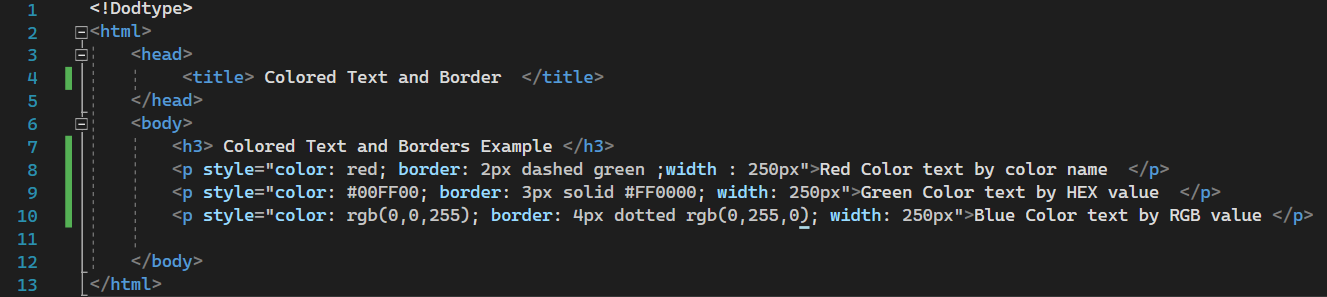 1 <!Dodtype>
2 <html>
3 <head>
4 <title> Colored Text and Border  </title>
5 </head>
6 <body>
7 <h3> Colored Text and Borders Example </h3>
8 <p style="color: red; border: 2px dashed green ;width : 250px">Red Color text by color name  </p>
9 <p style="color: #00FF00; border: 3px solid #FF0000; width: 250px">Green Color text by HEX value  </p>
10 <p style="color: rgb(0,0,255); border: 4px dotted rgb(0,255,0); width: 250px">Blue Color text by RGB value </p>
11
12 </body>
13 </html>